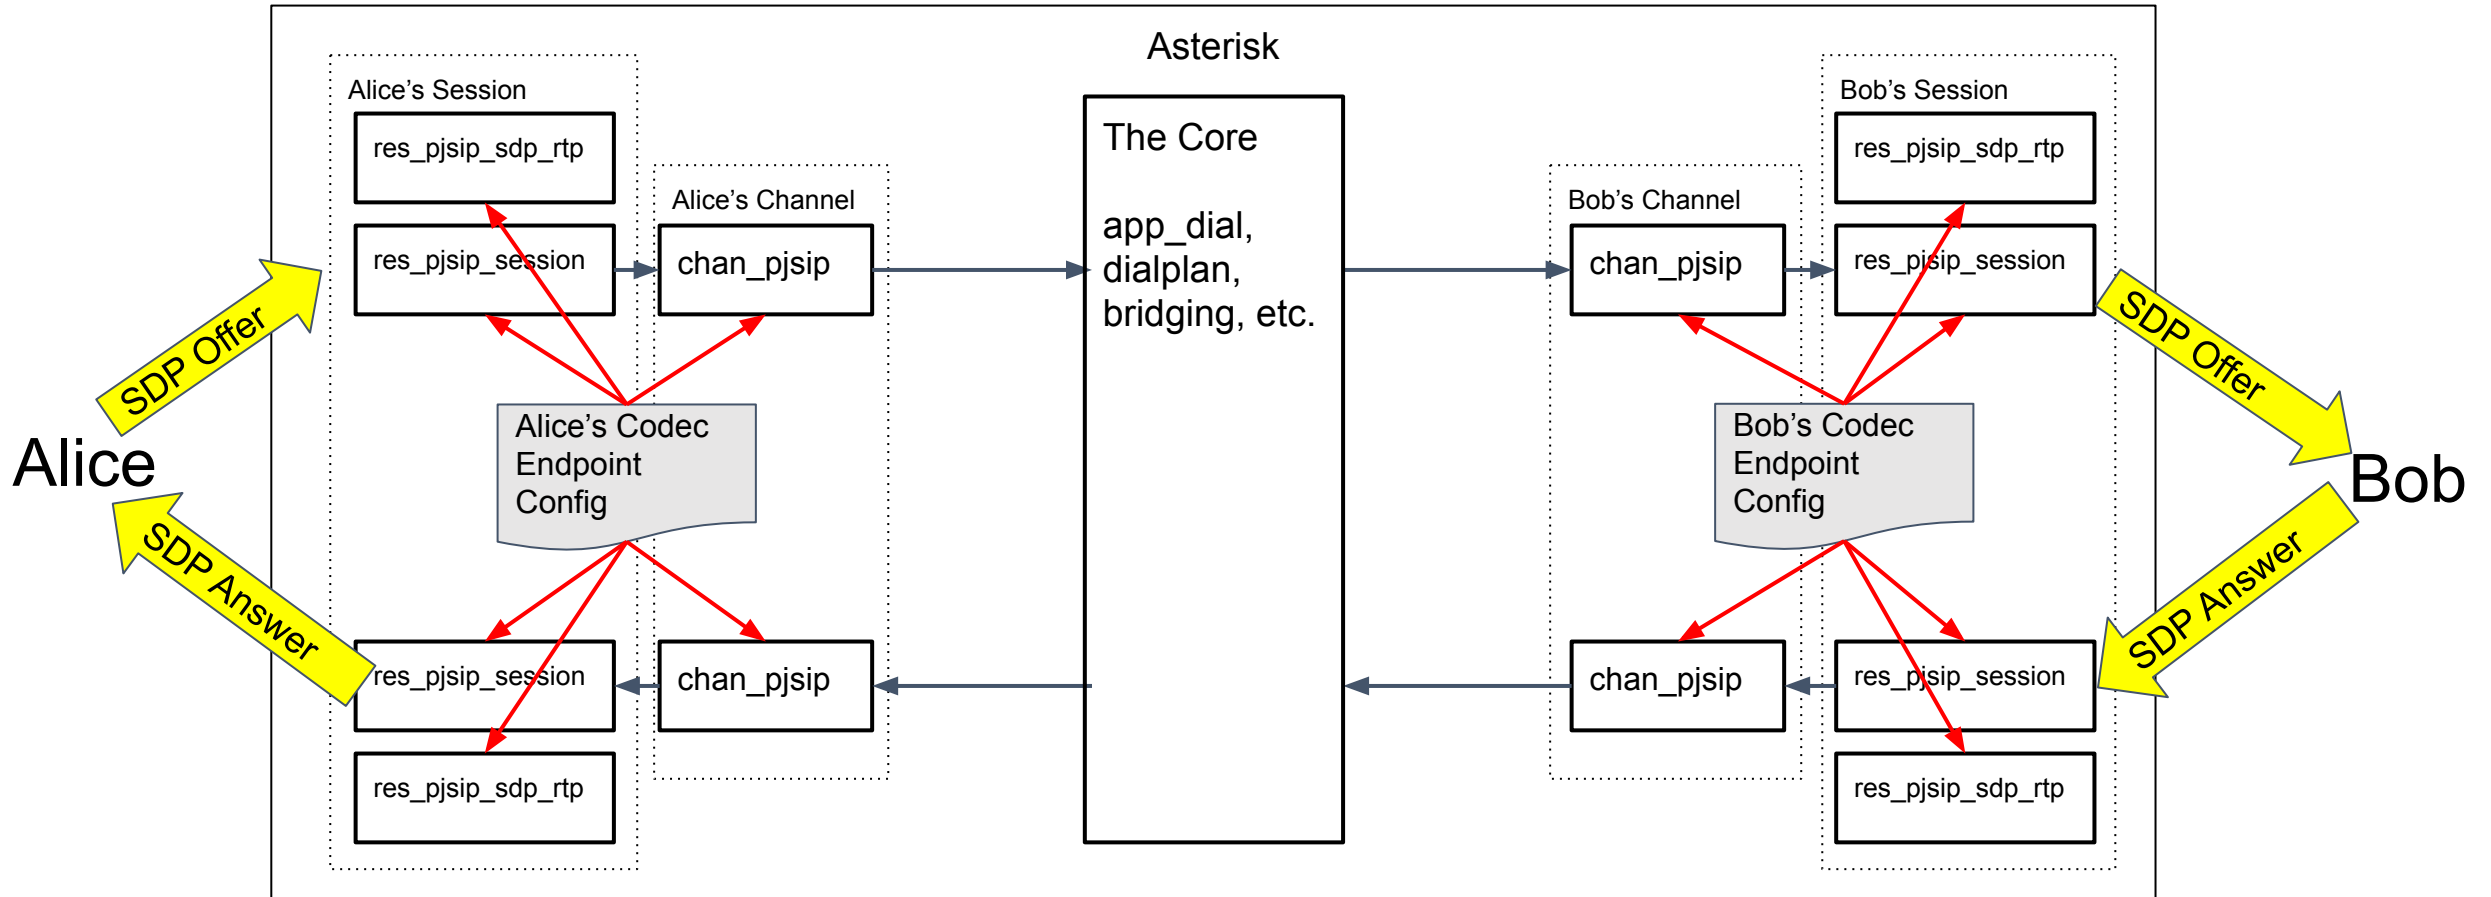 Asterisk
Alice’s Session
res_pjsip_sdp_rtp
res_pjsip_session
Alice’s Channel
chan_pjsip
The Core
app_dial,
dialplan,
bridging, etc.
Bob’s Channel
chan_pjsip
Bob’s Session
res_pjsip_sdp_rtp
res_pjsip_session
SDP Offer
SDP Offer
Alice
Alice’s Codec
Endpoint
Config
Bob’s Codec
Endpoint
Config
Bob
SDP Answer
SDP Answer
res_pjsip_session
chan_pjsip
chan_pjsip
res_pjsip_session
res_pjsip_sdp_rtp
res_pjsip_sdp_rtp